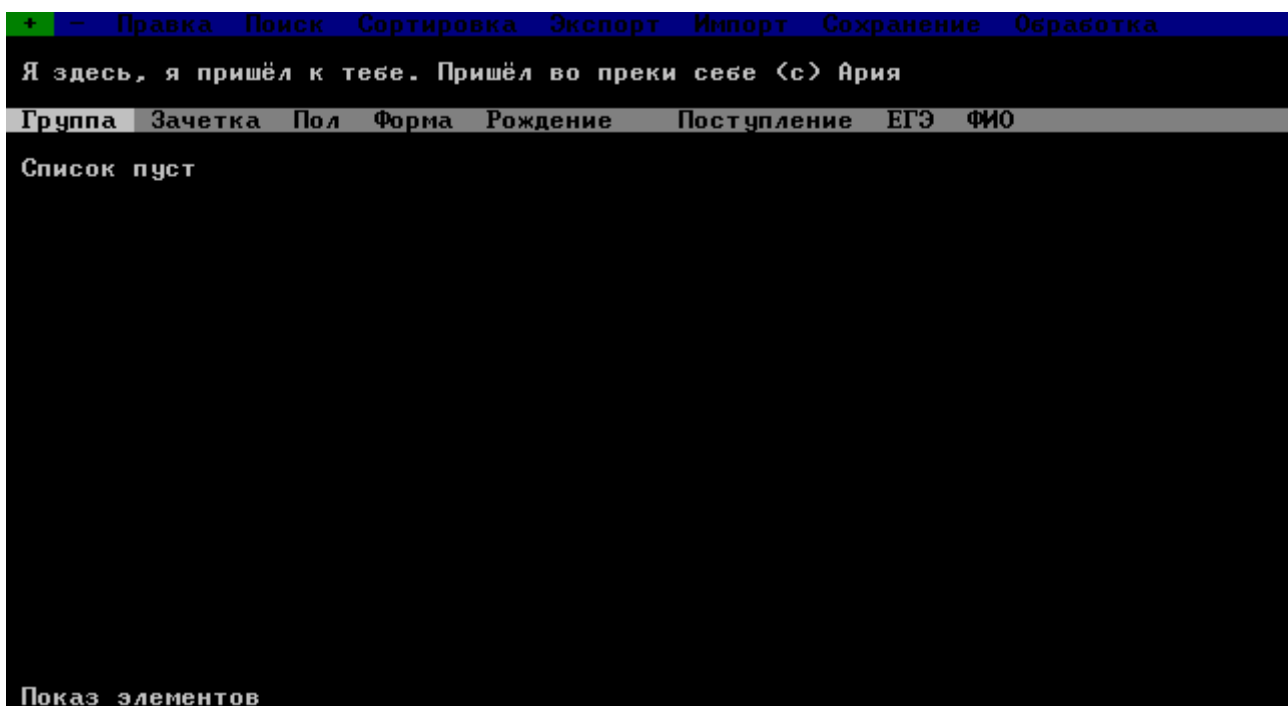 + - Правка Поиск Сортировка Экспорт Импорт Сохранение Обработка
Я здесь, я пришёл к тебе. Пришёл во преки себе (с) Ария
Группа Зачетка Пол Форма Рождение Поступление ЕГЭ ФИО
Список пуст
Показ элементов